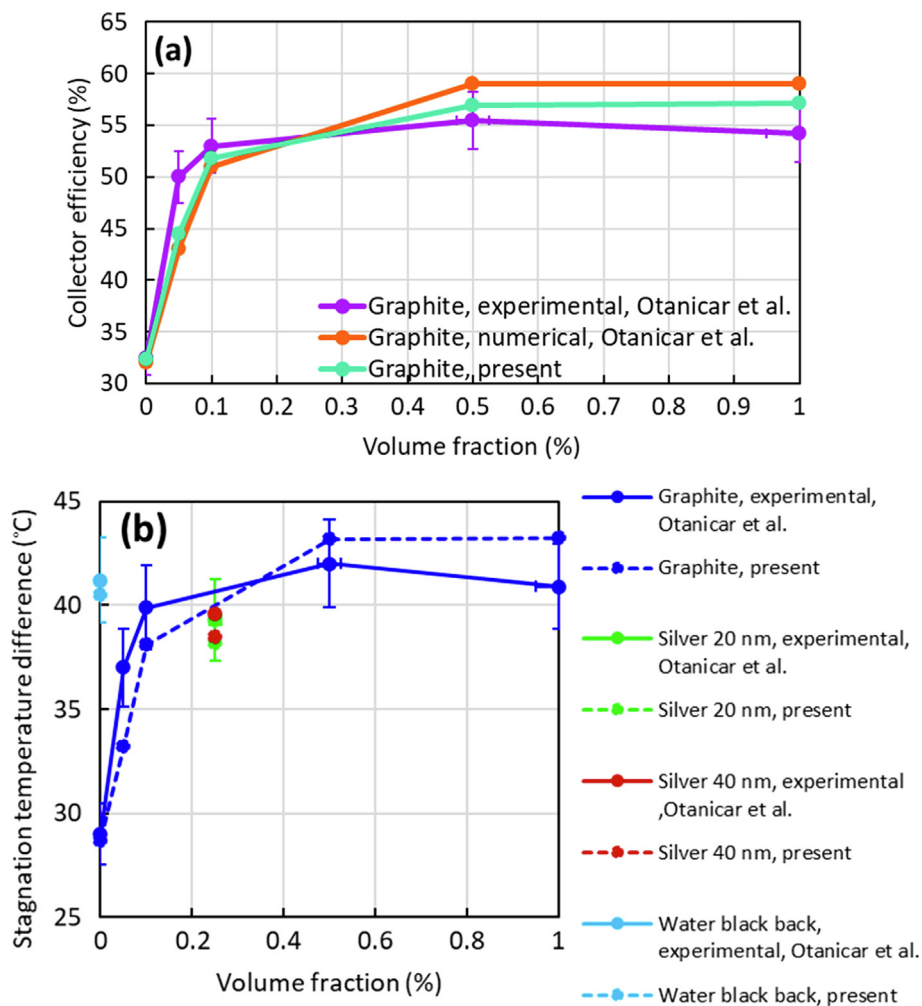 (a)
Collector efficiency (%)
60
55
50
45
40
35
30
Graphite, experimental, Otanicar et al.
Graphite, numerical, Otanicar et al.
Graphite, present
0 0.1 0.2 0.3 0.4 0.5 0.6 0.7 0.8 0.9 1
Volume fraction (%)
(b)
Stagnation temperature difference (°C)
45
40
35
30
25
0 0.2 0.4 0.6 0.8 1
Volume fraction (%)
Graphite, experimental,
Otanicar et al.
Graphite, present
Silver 20 nm, experimental,
Otanicar et al.
Silver 20 nm, present
Silver 40 nm, experimental
,Otanicar et al.
Silver 40 nm, present
Water black back,
experimental, Otanicar et al.
Water black back, present